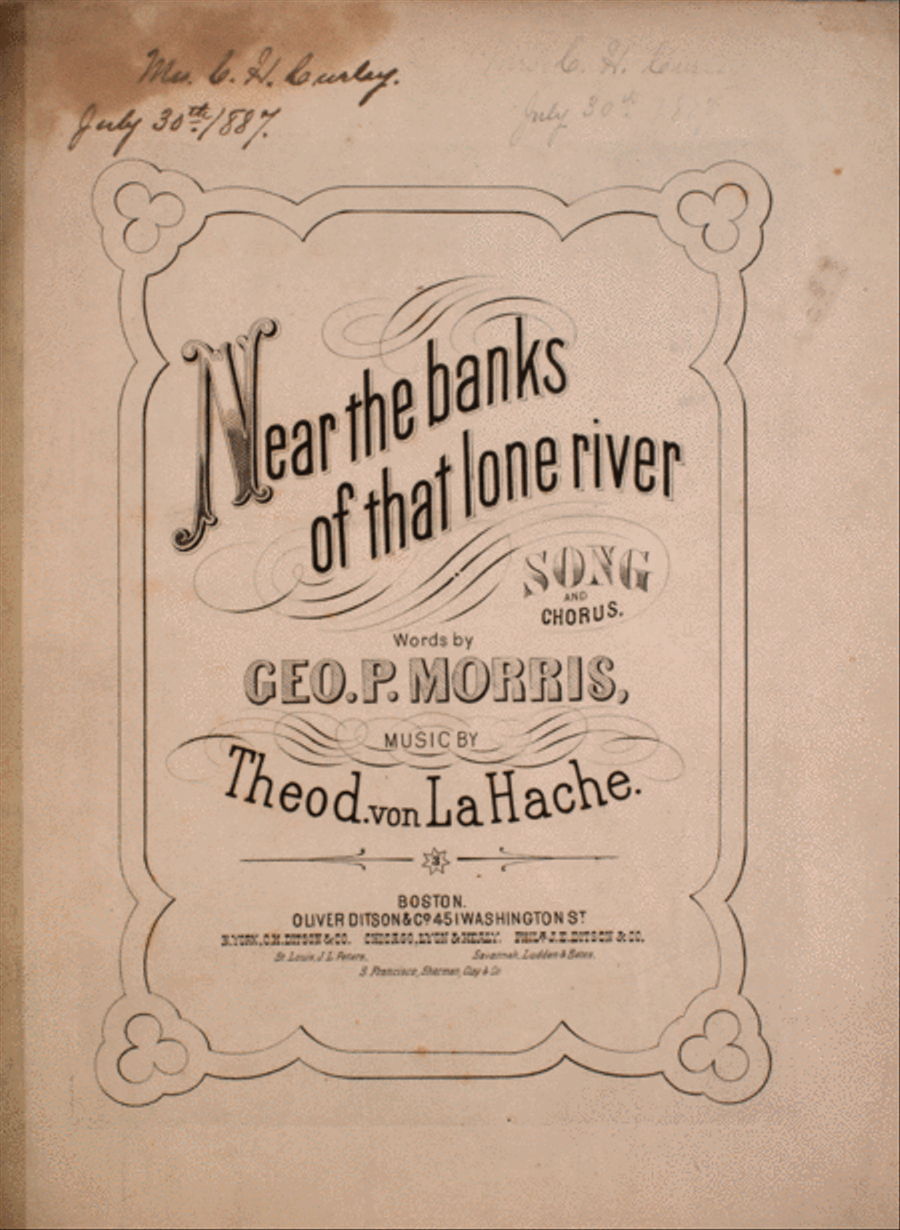 Mrs. C. H. Curley.
July 30th 1887.
Near the banks
of that lone river
SONG
AND
CHORUS.
Words by
GEO. P. MORRIS,
MUSIC BY
Theod. von La Hache.
3
BOSTON.
OLIVER DITSON & Co 451 WASHINGTON ST
N. YORK, C. H. DITSON & CO. CHICAGO, LYON & HEALY. PHILA J. E. DITSON & CO.
St. Louis, J. L. Peters. Savannah, Ludden & Bates.
S. Francisco, Sherman, Clay & Co